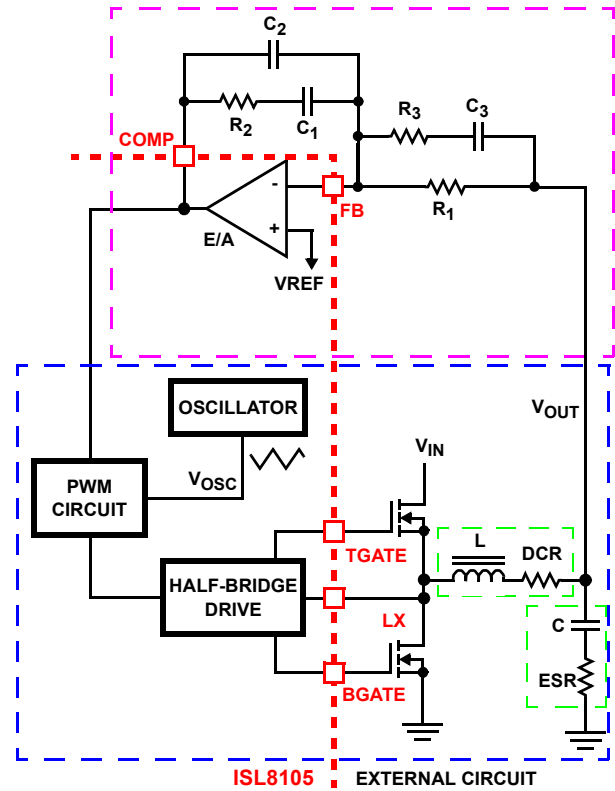 C2
R2
C1
R3
C3
COMP
-
FB
R1
E/A
+
VREF
OSCILLATOR
VOUT
VIN
VOSC
PWM
CIRCUIT
TGATE
L
DCR
HALF-BRIDGE
DRIVE
LX
C
ESR
BGATE
ISL8105
EXTERNAL CIRCUIT